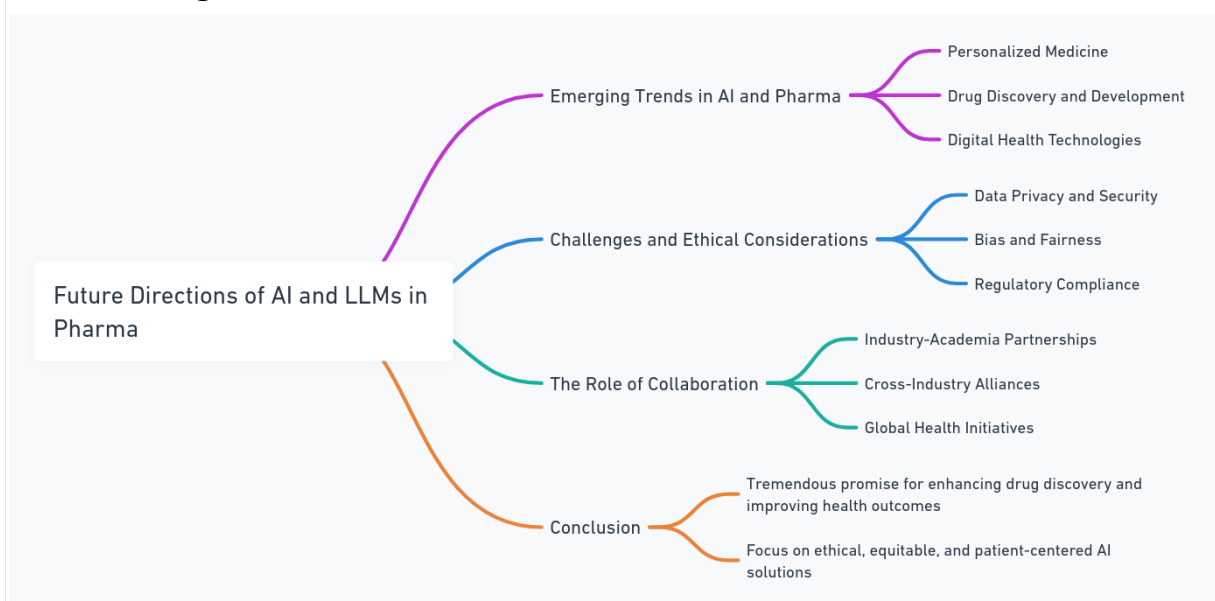 Future Directions of AI and LLMs in
Pharma
Emerging Trends in AI and Pharma
Personalized Medicine
Drug Discovery and Development
Digital Health Technologies
Challenges and Ethical Considerations
Data Privacy and Security
Bias and Fairness
Regulatory Compliance
The Role of Collaboration
Industry-Academia Partnerships
Cross-Industry Alliances
Global Health Initiatives
Conclusion
Tremendous promise for enhancing drug discovery and
improving health outcomes
Focus on ethical, equitable, and patient-centered AI
solutions